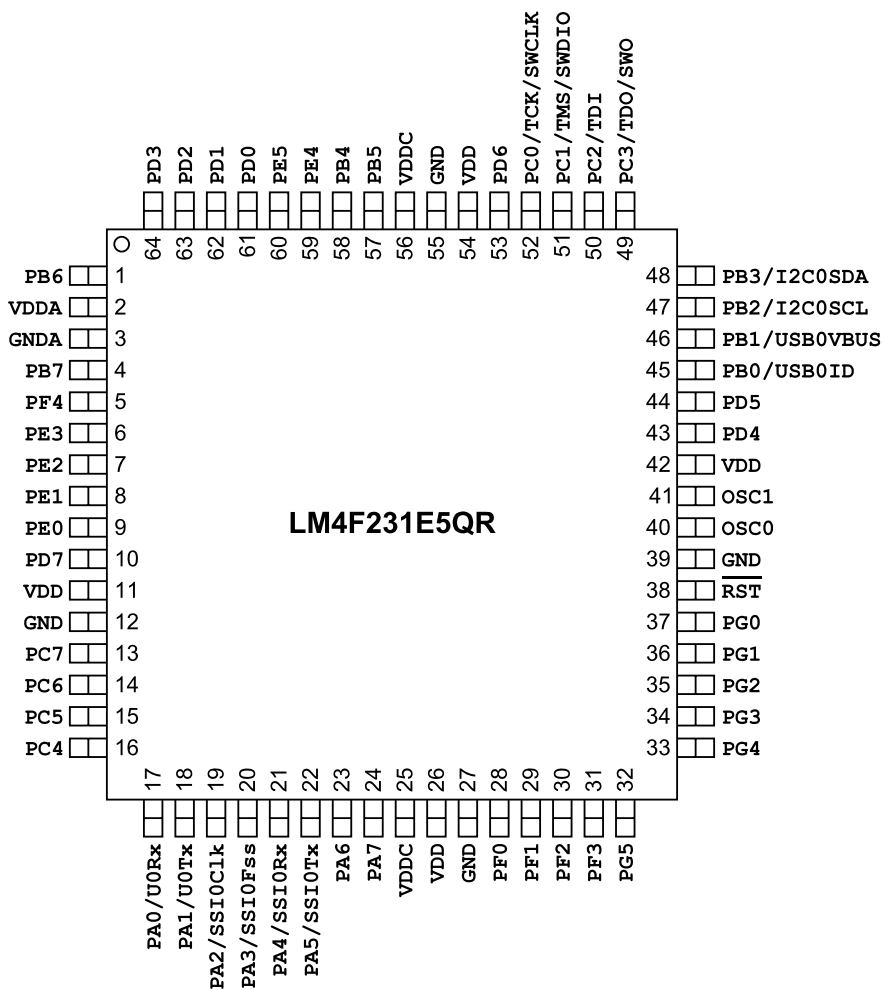 PC0/TCK/SWCLK
PC1/TMS/SWDIO
PC2/TDI
PC3/TDO/SWO
PD3
PD2
PD1
PD0
PE5
PE4
PB4
PB5
VDDC
GND
VDD
PD6
64
63
62
61
60
59
58
57
56
55
54
53
52
51
50
49
PB6 1
VDDA 2
GNDA 3
PB7 4
PF4 5
PE3 6
PE2 7
PE1 8
PE0 9
PD7 10
VDD 11
GND 12
PC7 13
PC6 14
PC5 15
PC4 16
LM4F231E5QR
48 PB3/I2C0SDA
47 PB2/I2C0SCL
46 PB1/USB0VBUS
45 PB0/USB0ID
44 PD5
43 PD4
42 VDD
41 OSC1
40 OSC0
39 GND
38 RST
37 PG0
36 PG1
35 PG2
34 PG3
33 PG4
17
18
19
20
21
22
23
24
25
26
27
28
29
30
31
32
PA0/U0Rx
PA1/U0Tx
PA2/SSI0Clk
PA3/SSI0Fss
PA4/SSI0Rx
PA5/SSI0Tx
PA6
PA7
VDDC
VDD
GND
PF0
PF1
PF2
PF3
PG5